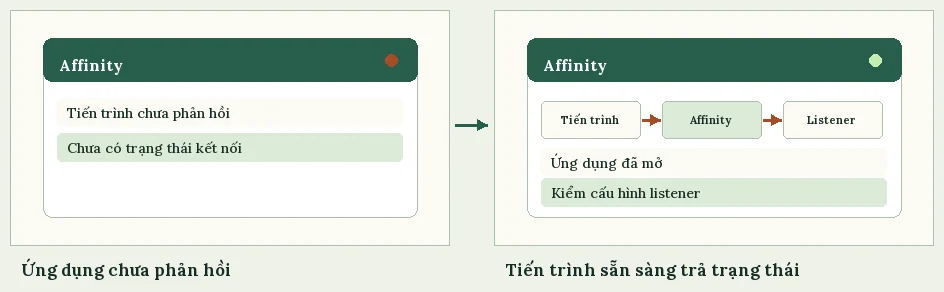 Affinity
Tiến trình chưa phản hồi
Chưa có trạng thái kết nối
Ứng dụng chưa phản hồi
Affinity
Tiến trình
Affinity
Listener
Ứng dụng đã mở
Kiểm cấu hình listener
Tiến trình sẵn sàng trả trạng thái